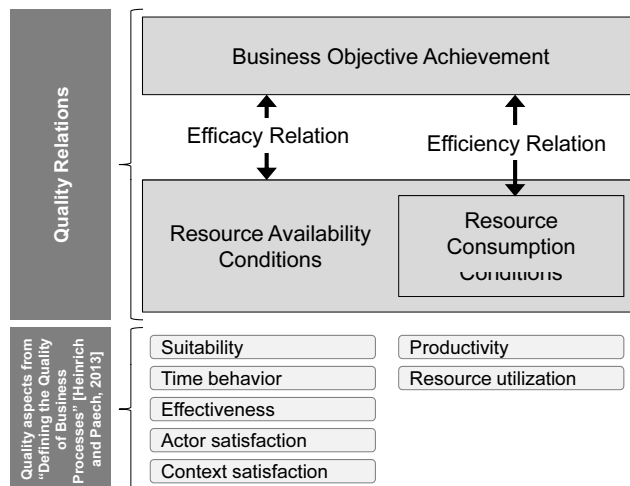 Quality Relations
Business Objective Achievement
Efficacy Relation
Efficiency Relation
Resource Availability
Conditions
Resource
Consumption
Conditions
Quality aspects from
“Defining the Quality
of Business
Processes” [Heinrich
and Paech, 2013]
Suitability
Time behavior
Effectiveness
Actor satisfaction
Context satisfaction
Productivity
Resource utilization